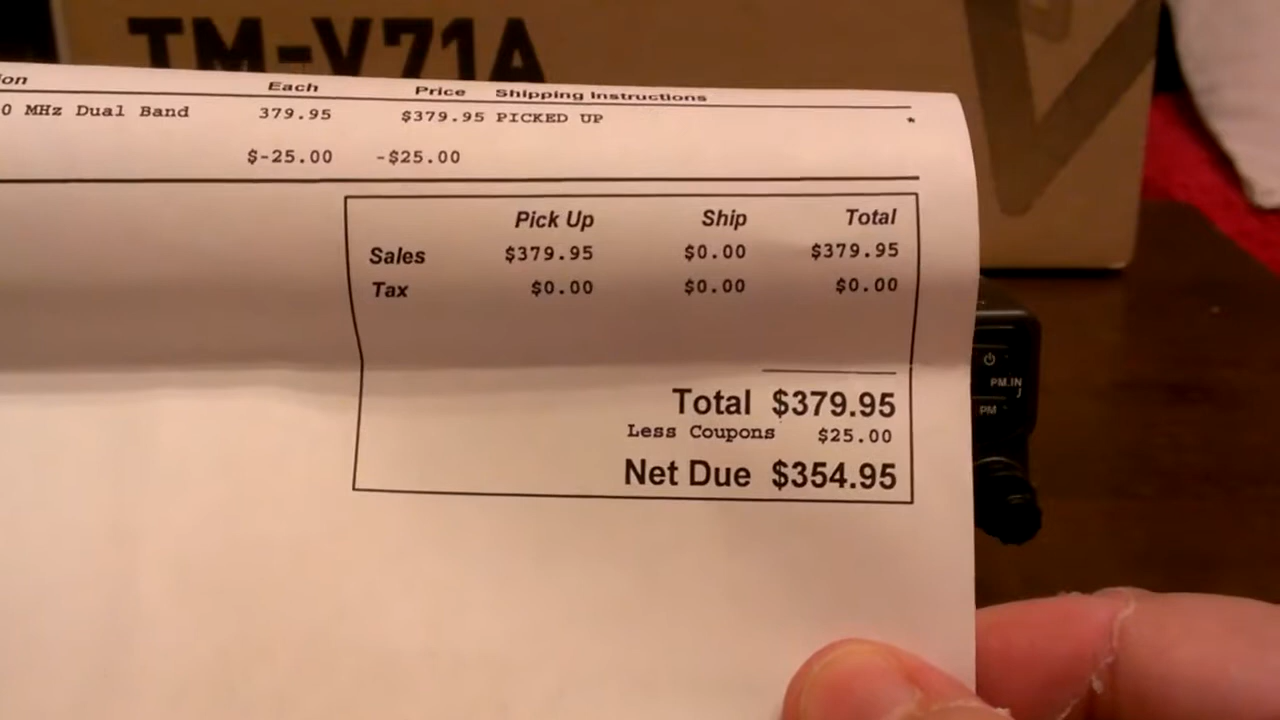 TM-V71A
on Each Price Shipping Instructions
0 MHz Dual Band 379.95 $379.95 PICKED UP *
$-25.00 -$25.00
Pick Up Ship Total
Sales $379.95 $0.00 $379.95
Tax $0.00 $0.00 $0.00
Total $379.95
Less Coupons $25.00
Net Due $354.95
PM.IN
PM